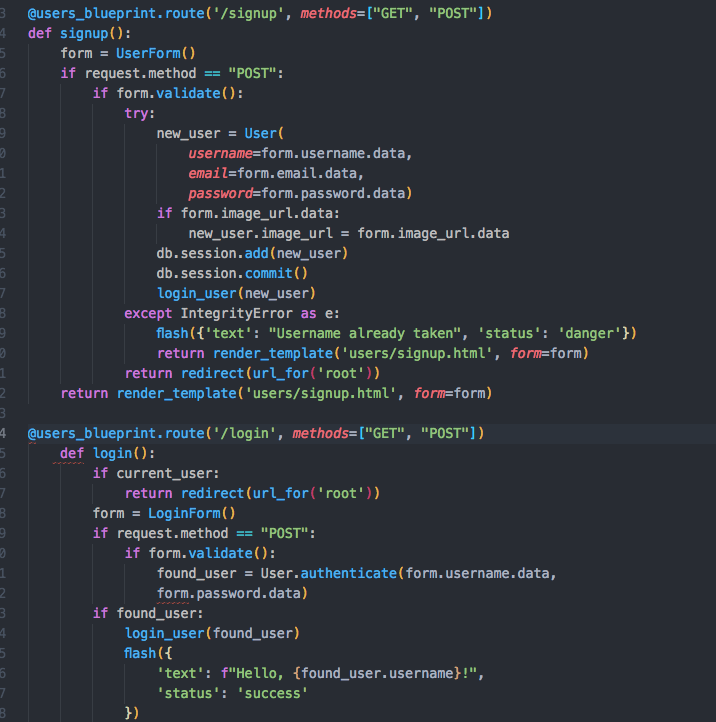 3 @users_blueprint.route('/signup', methods=["GET", "POST"])
4 def signup():
5     form = UserForm()
6     if request.method == "POST":
7         if form.validate():
8             try:
9                 new_user = User(
0                     username=form.username.data,
1                     email=form.email.data,
2                     password=form.password.data)
3                 if form.image_url.data:
4                     new_user.image_url = form.image_url.data
5                 db.session.add(new_user)
6                 db.session.commit()
7                 login_user(new_user)
8             except IntegrityError as e:
9                 flash({'text': "Username already taken", 'status': 'danger'})
0                 return render_template('users/signup.html', form=form)
1             return redirect(url_for('root'))
2     return render_template('users/signup.html', form=form)
3
4 @users_blueprint.route('/login', methods=["GET", "POST"])
5     def login():
6         if current_user:
7             return redirect(url_for('root'))
8         form = LoginForm()
9         if request.method == "POST":
0             if form.validate():
1                 found_user = User.authenticate(form.username.data,
2                 form.password.data)
3         if found_user:
4             login_user(found_user)
5             flash({
6                 'text': f"Hello, {found_user.username}!",
7                 'status': 'success'
8             })